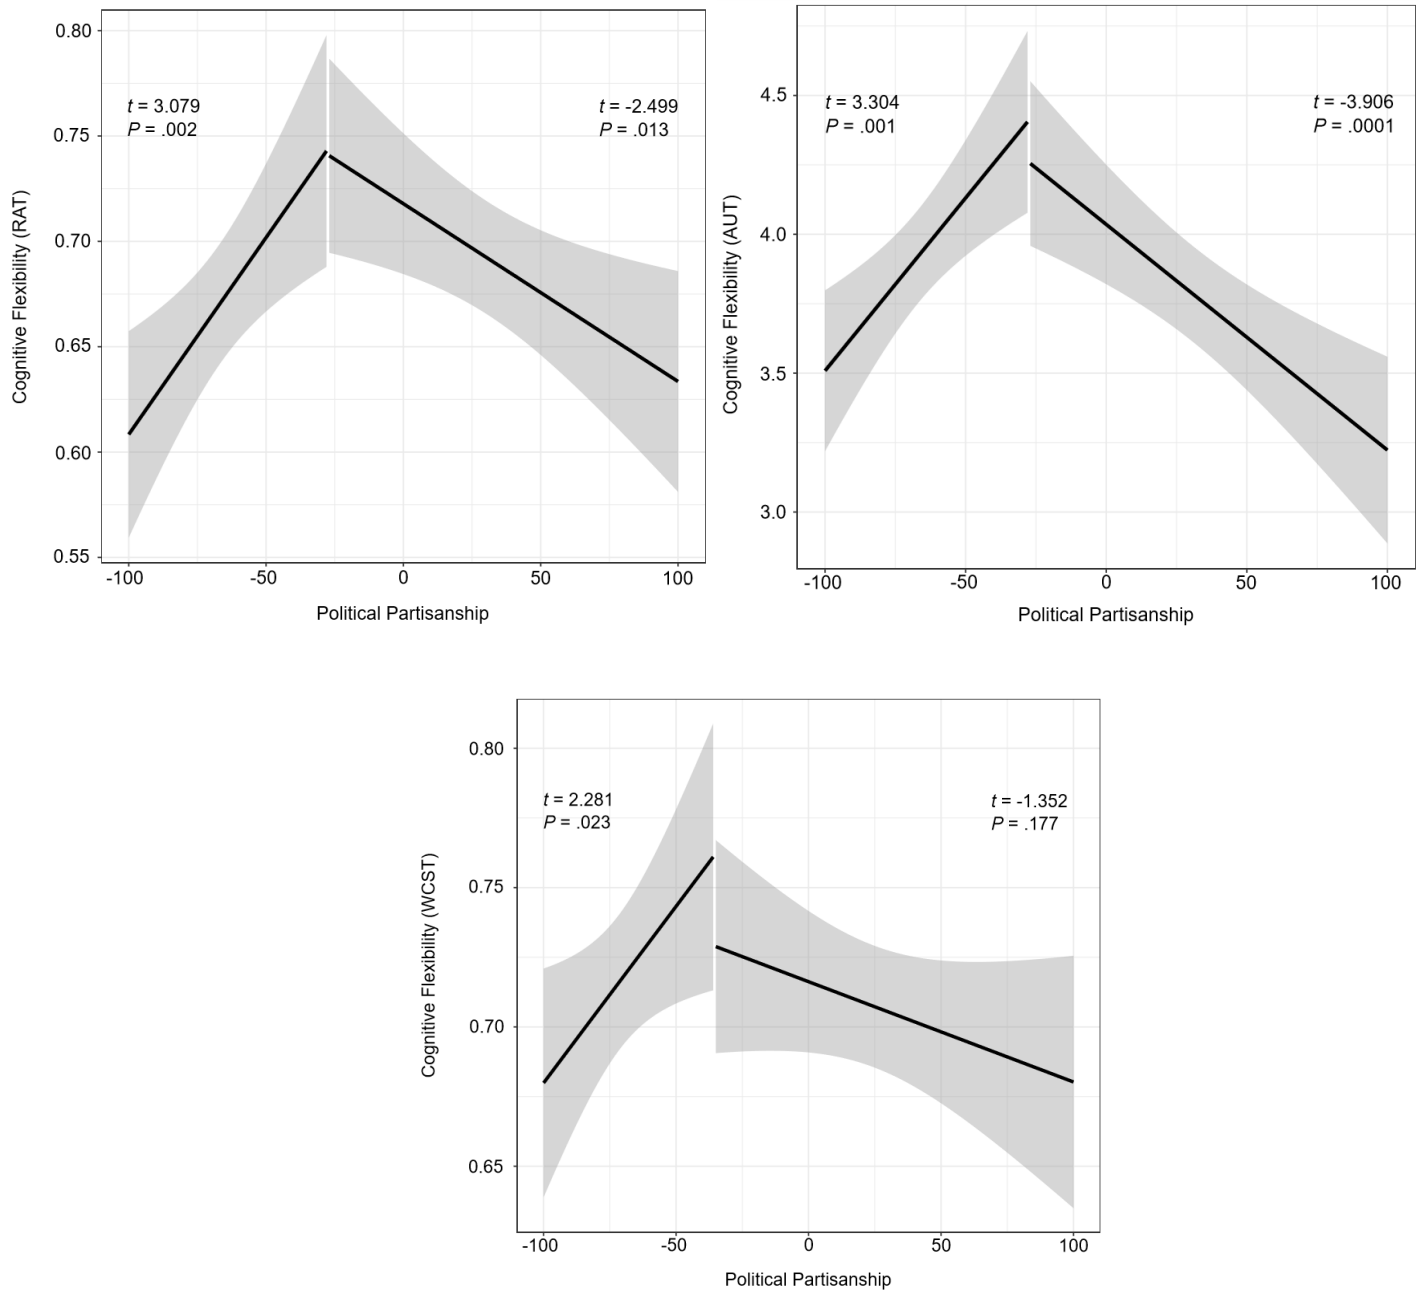 Cognitive Flexibility (RAT)
0.80
0.75
0.70
0.65
0.60
0.55
t = 3.079
P = .002
t = -2.499
P = .013
-100
-50
0
50
100
Political Partisanship
Cognitive Flexibility (AUT)
4.5
4.0
3.5
3.0
t = 3.304
P = .001
t = -3.906
P = .0001
-100
-50
0
50
100
Political Partisanship
Cognitive Flexibility (WCST)
0.80
0.75
0.70
0.65
t = 2.281
P = .023
t = -1.352
P = .177
-100
-50
0
50
100
Political Partisanship